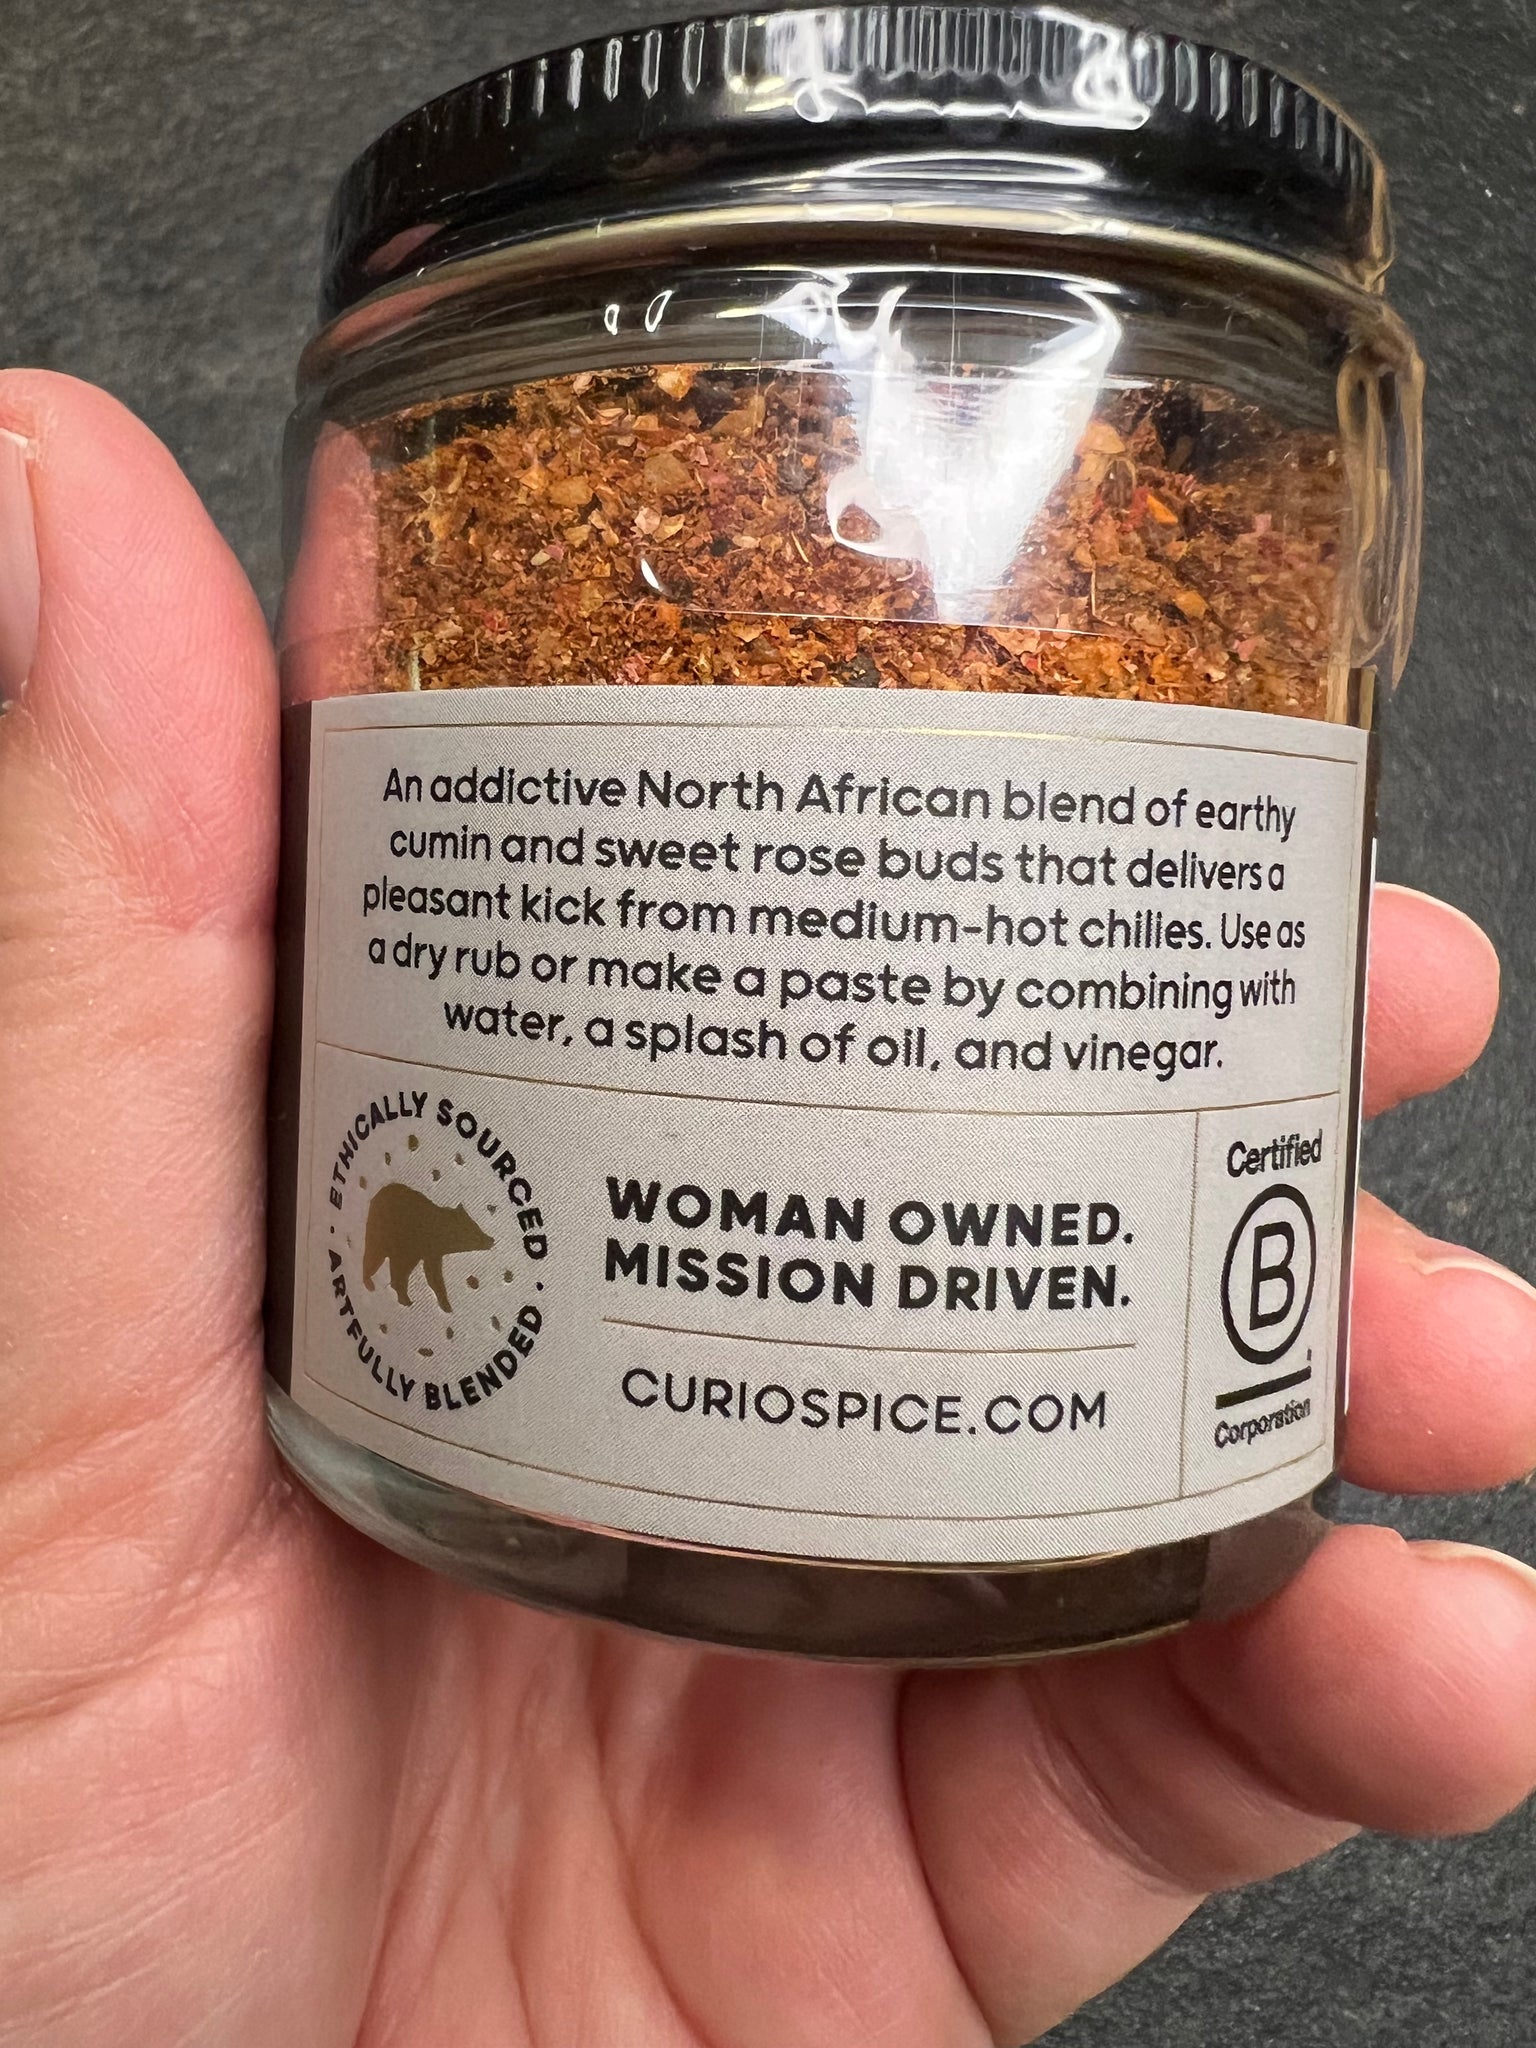 An addictive North African blend of earthy
cumin and sweet rose buds that delivers a
pleasant kick from medium-hot chilies. Use as
a dry rub or make a paste by combining with
water, a splash of oil, and vinegar.
· ETHICALLY SOURCED ·
ARTFULLY BLENDED
WOMAN OWNED.
MISSION DRIVEN.
CURIOSPICE.COM
Certified
B
Corporation